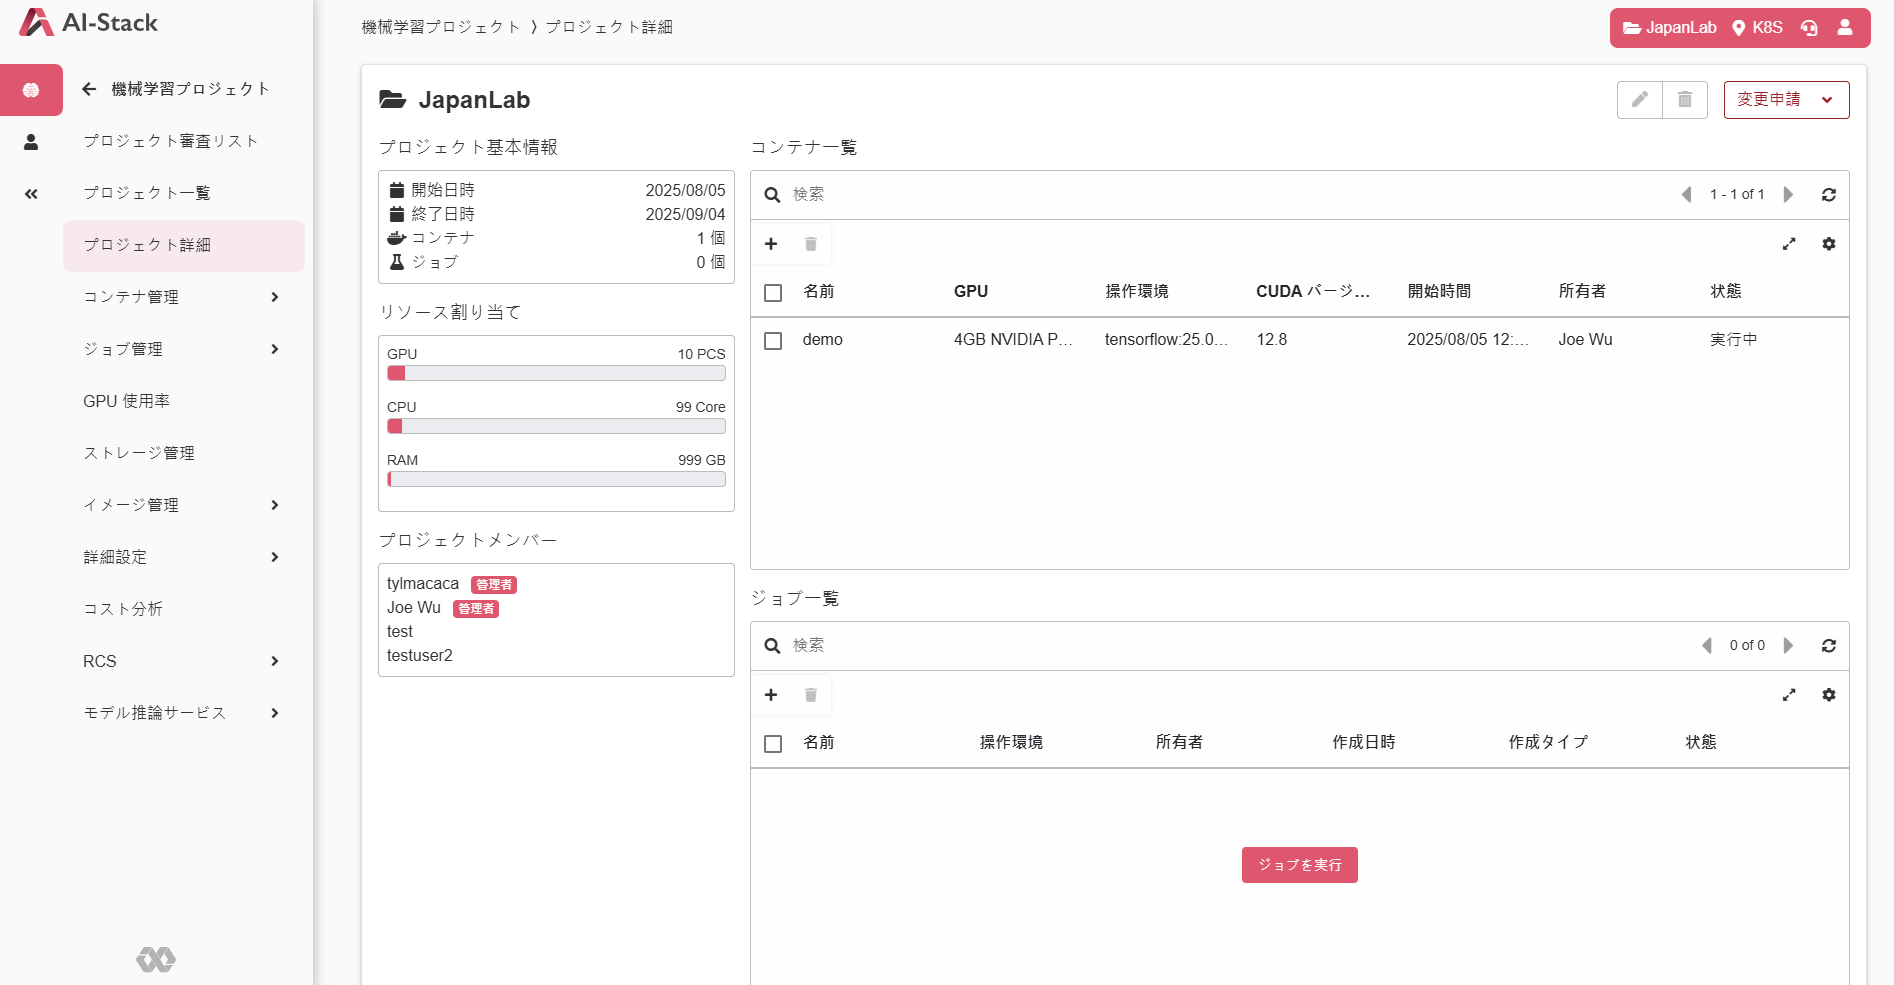 AI-Stack
機械学習プロジェクト
プロジェクト審査リスト
プロジェクト一覧
プロジェクト詳細
コンテナ管理
ジョブ管理
GPU 使用率
ストレージ管理
イメージ管理
詳細設定
コスト分析
RCS
モデル推論サービス
機械学習プロジェクト 〉 プロジェクト詳細
JapanLab K8S
JapanLab
変更申請
プロジェクト基本情報
開始日時 2025/08/05
終了日時 2025/09/04
コンテナ 1 個
ジョブ 0 個
リソース割り当て
GPU 10 PCS
CPU 99 Core
RAM 999 GB
プロジェクトメンバー
tylmacaca 管理者
Joe Wu 管理者
test
testuser2
コンテナ一覧
検索 1 - 1 of 1
名前 GPU 操作環境 CUDA バージ... 開始時間 所有者 状態
demo 4GB NVIDIA P... tensorflow:25.0... 12.8 2025/08/05 12:... Joe Wu 実行中
ジョブ一覧
検索 0 of 0
名前 操作環境 所有者 作成日時 作成タイプ 状態
ジョブを実行